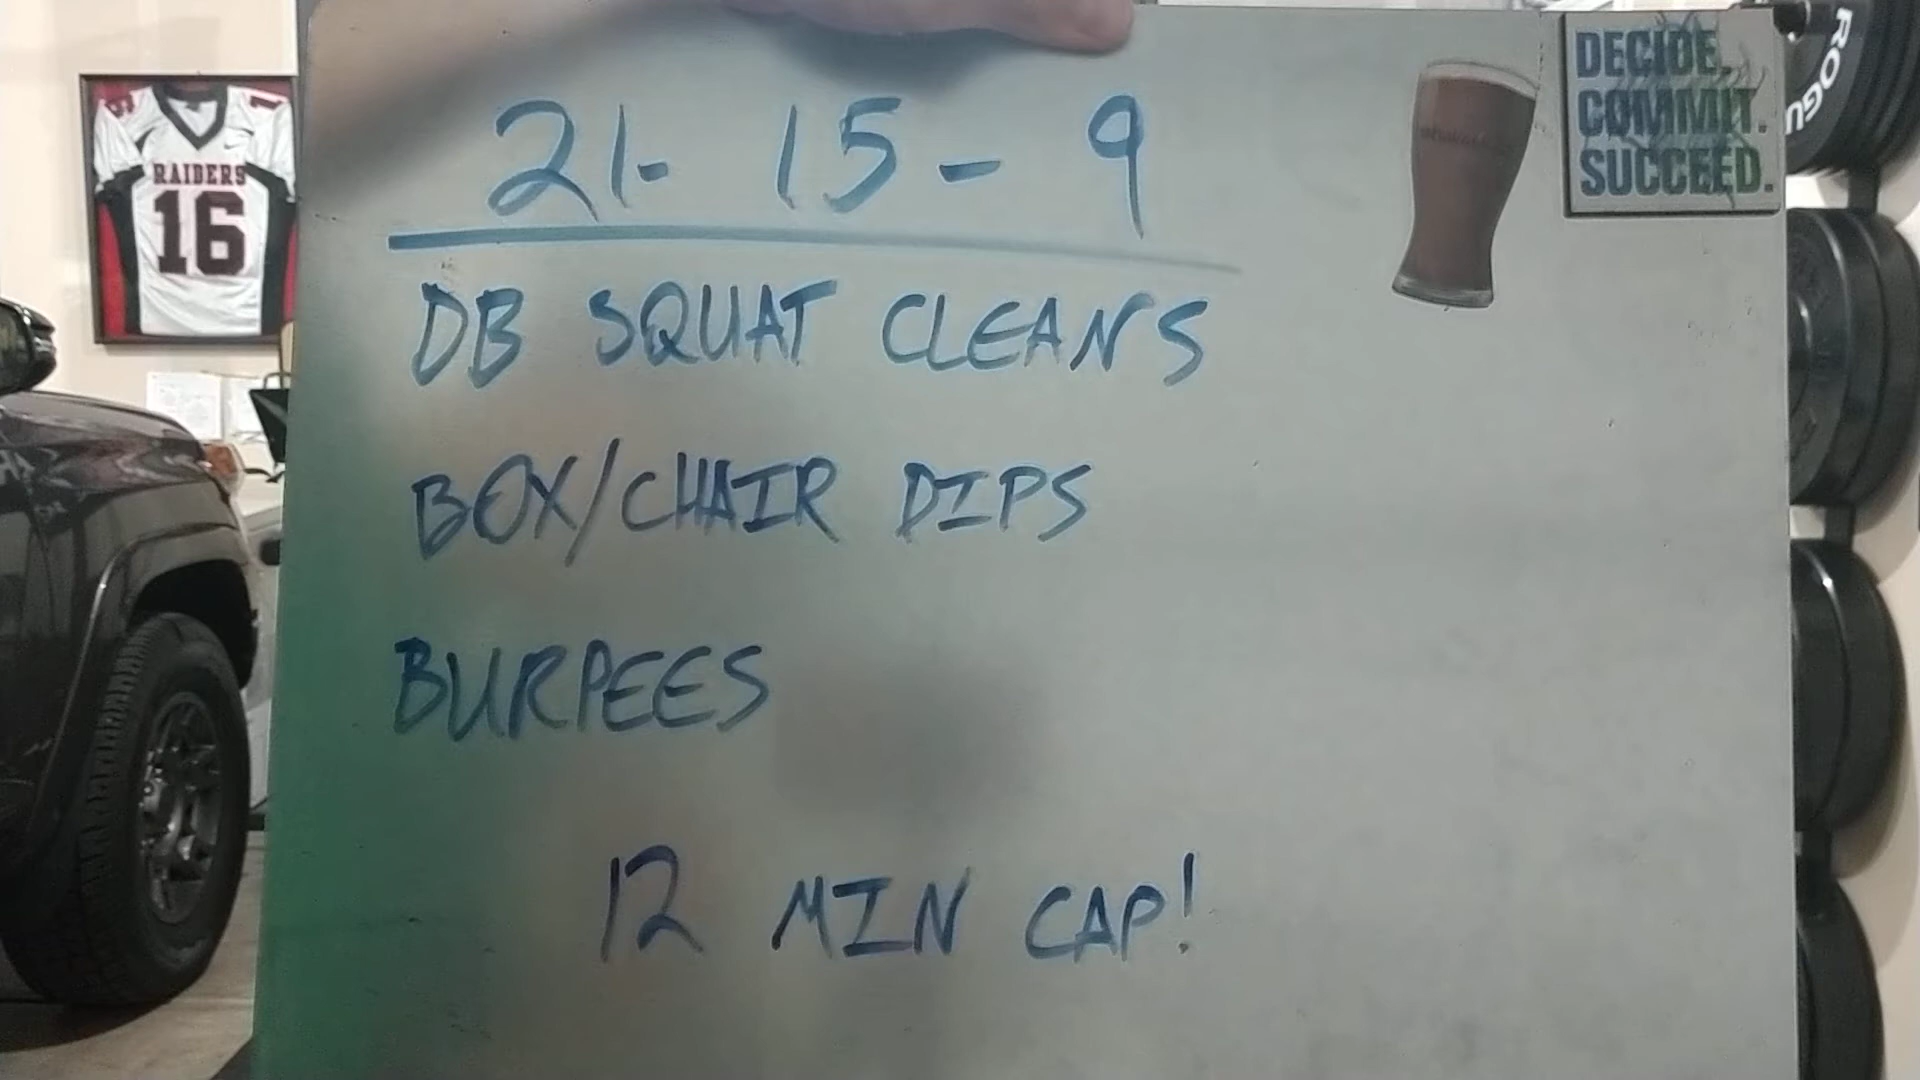 21- 15 - 9
DB SQUAT CLEANS
BOX/CHAIR DIPS
BURPEES
12 MIN CAP!
DECIDE.
COMMIT.
SUCCEED.
RAIDERS
16
ROGUE